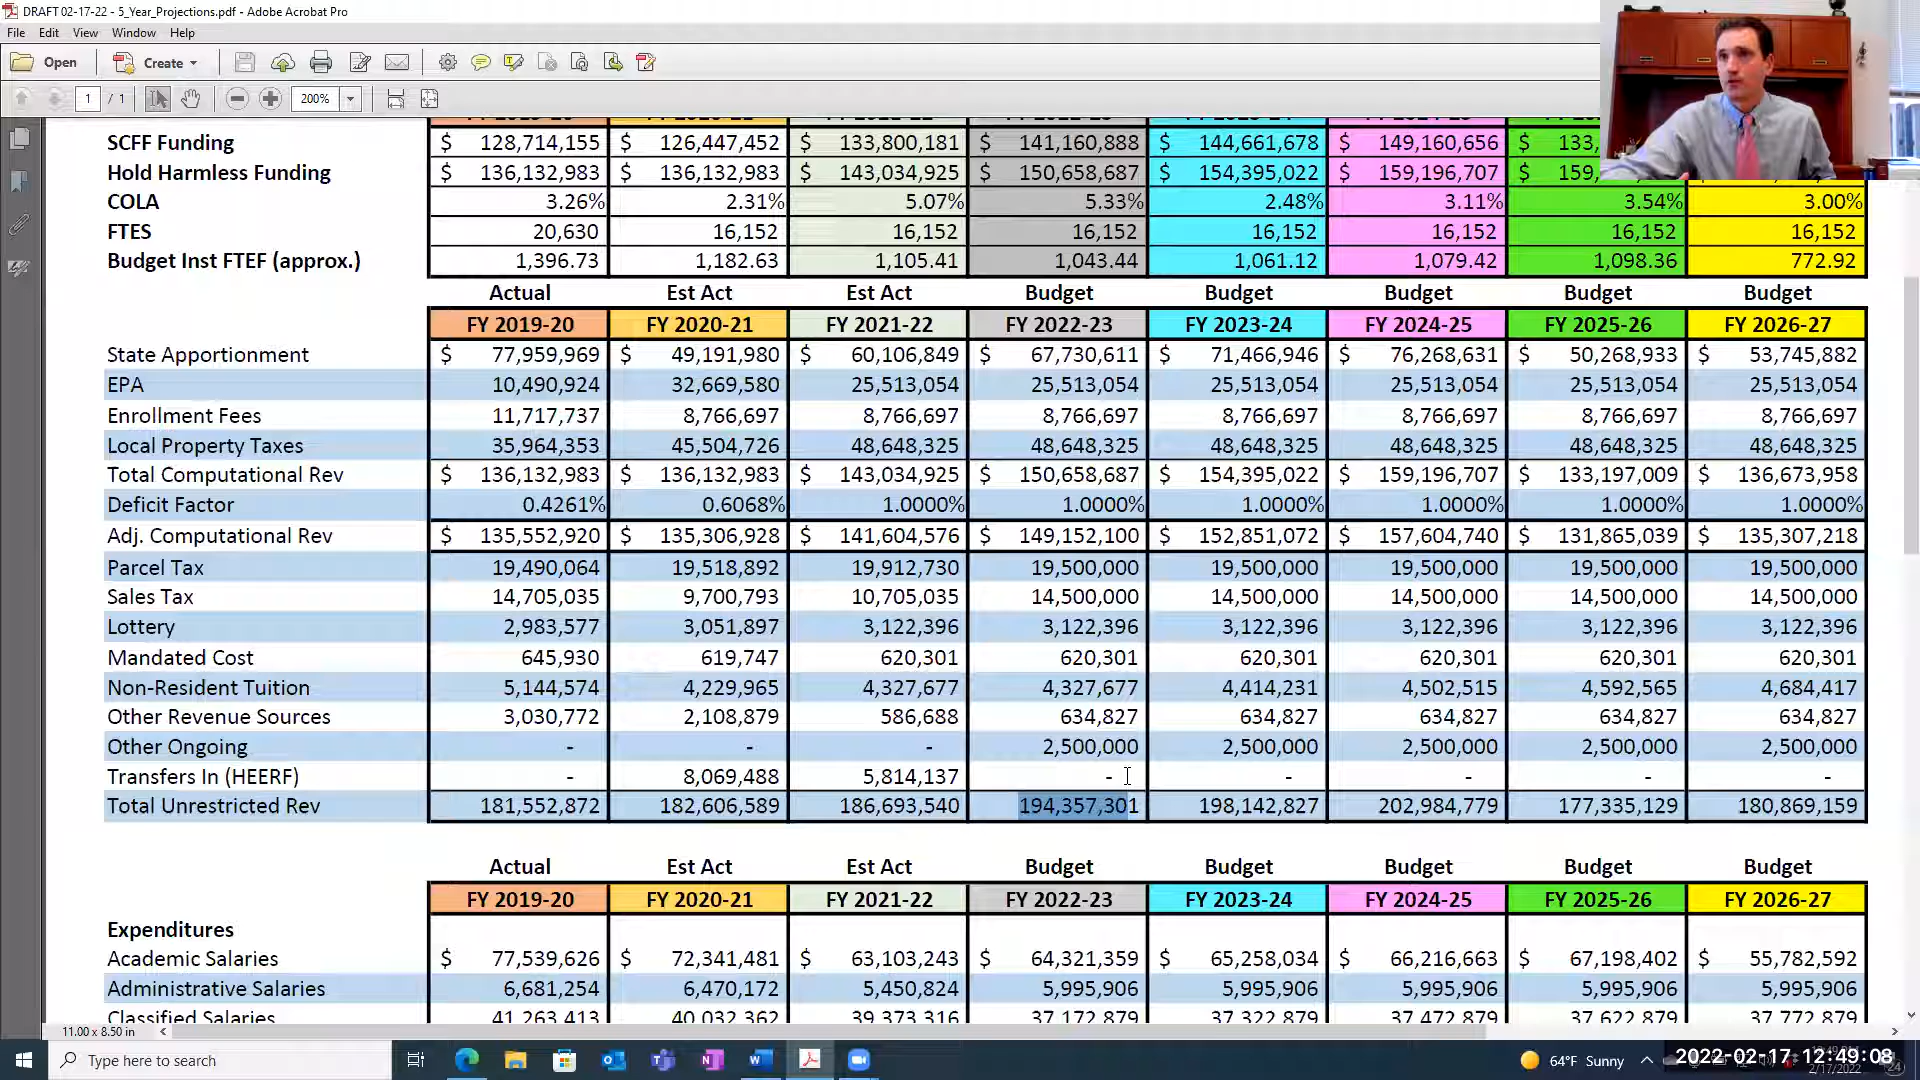 DRAFT 02-17-22 - 5_Year_Projections.pdf - Adobe Acrobat Pro
File Edit View Window Help
Open Create
1 / 1 200%
SCFF Funding $ 128,714,155 $ 126,447,452 $ 133,800,181 $ 141,160,888 $ 144,661,678 $ 149,160,656 $ 133,
Hold Harmless Funding $ 136,132,983 $ 136,132,983 $ 143,034,925 $ 150,658,687 $ 154,395,022 $ 159,196,707 $ 159,
COLA 3.26% 2.31% 5.07% 5.33% 2.48% 3.11% 3.54% 3.00%
FTES 20,630 16,152 16,152 16,152 16,152 16,152 16,152 16,152
Budget Inst FTEF (approx.) 1,396.73 1,182.63 1,105.41 1,043.44 1,061.12 1,079.42 1,098.36 772.92
Actual Est Act Est Act Budget Budget Budget Budget Budget
FY 2019-20 FY 2020-21 FY 2021-22 FY 2022-23 FY 2023-24 FY 2024-25 FY 2025-26 FY 2026-27
State Apportionment $ 77,959,969 $ 49,191,980 $ 60,106,849 $ 67,730,611 $ 71,466,946 $ 76,268,631 $ 50,268,933 $ 53,745,882
EPA 10,490,924 32,669,580 25,513,054 25,513,054 25,513,054 25,513,054 25,513,054 25,513,054
Enrollment Fees 11,717,737 8,766,697 8,766,697 8,766,697 8,766,697 8,766,697 8,766,697 8,766,697
Local Property Taxes 35,964,353 45,504,726 48,648,325 48,648,325 48,648,325 48,648,325 48,648,325 48,648,325
Total Computational Rev $ 136,132,983 $ 136,132,983 $ 143,034,925 $ 150,658,687 $ 154,395,022 $ 159,196,707 $ 133,197,009 $ 136,673,958
Deficit Factor 0.4261% 0.6068% 1.0000% 1.0000% 1.0000% 1.0000% 1.0000% 1.0000%
Adj. Computational Rev $ 135,552,920 $ 135,306,928 $ 141,604,576 $ 149,152,100 $ 152,851,072 $ 157,604,740 $ 131,865,039 $ 135,307,218
Parcel Tax 19,490,064 19,518,892 19,912,730 19,500,000 19,500,000 19,500,000 19,500,000 19,500,000
Sales Tax 14,705,035 9,700,793 10,705,035 14,500,000 14,500,000 14,500,000 14,500,000 14,500,000
Lottery 2,983,577 3,051,897 3,122,396 3,122,396 3,122,396 3,122,396 3,122,396 3,122,396
Mandated Cost 645,930 619,747 620,301 620,301 620,301 620,301 620,301 620,301
Non-Resident Tuition 5,144,574 4,229,965 4,327,677 4,327,677 4,414,231 4,502,515 4,592,565 4,684,417
Other Revenue Sources 3,030,772 2,108,879 586,688 634,827 634,827 634,827 634,827 634,827
Other Ongoing - - - 2,500,000 2,500,000 2,500,000 2,500,000 2,500,000
Transfers In (HEERF) - 8,069,488 5,814,137 - - - - -
Total Unrestricted Rev 181,552,872 182,606,589 186,693,540 194,357,301 198,142,827 202,984,779 177,335,129 180,869,159
Actual Est Act Est Act Budget Budget Budget Budget Budget
FY 2019-20 FY 2020-21 FY 2021-22 FY 2022-23 FY 2023-24 FY 2024-25 FY 2025-26 FY 2026-27
Expenditures
Academic Salaries $ 77,539,626 $ 72,341,481 $ 63,103,243 $ 64,321,359 $ 65,258,034 $ 66,216,663 $ 67,198,402 $ 55,782,592
Administrative Salaries 6,681,254 6,470,172 5,450,824 5,995,906 5,995,906 5,995,906 5,995,906 5,995,906
Classified Salaries 41,263,413 40,032,362 39,373,316 37,172,879 37,322,879 37,472,879 37,622,879 37,772,879
11.00 x 8.50 in
Type here to search 64°F Sunny 2022-02-17 12:49:08
2/17/2022